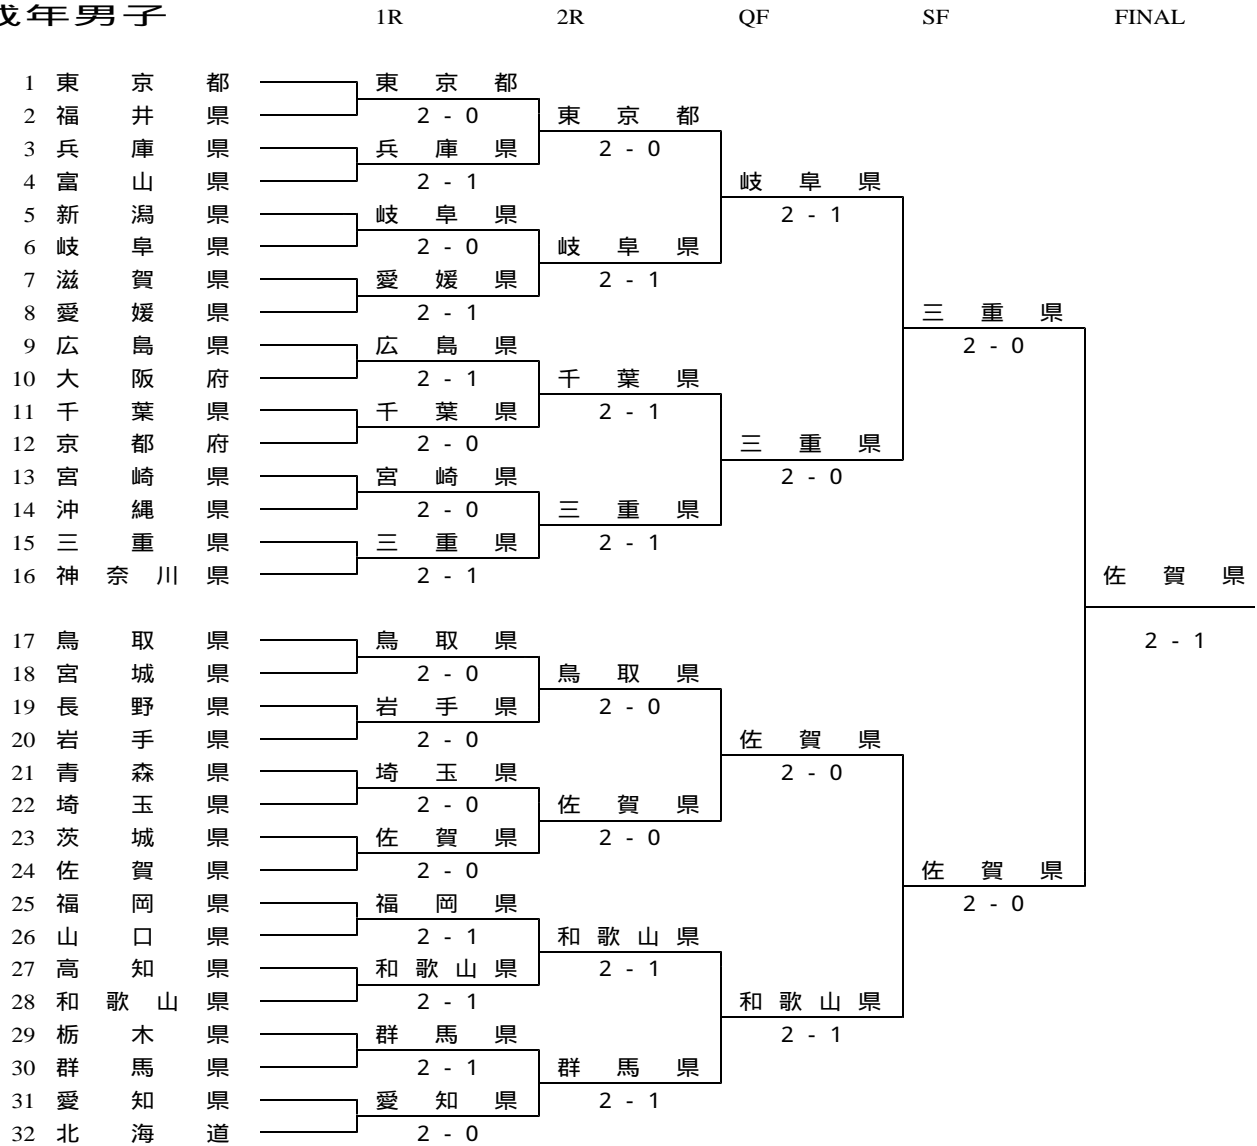 成年男子 1R 2R QF SF FINAL
1 東京都 東京都
2 福井県 2 - 0 東京都
3 兵庫県 兵庫県 2 - 0
4 富山県 2 - 1 岐阜県
5 新潟県 岐阜県 2 - 1
6 岐阜県 2 - 0 岐阜県
7 滋賀県 愛媛県 2 - 1
8 愛媛県 2 - 1 三重県
9 広島県 広島県 2 - 0
10 大阪府 2 - 1 千葉県
11 千葉県 千葉県 2 - 1
12 京都府 2 - 0 三重県
13 宮崎県 宮崎県 2 - 0
14 沖縄県 2 - 0 三重県
15 三重県 三重県 2 - 1
16 神奈川県 2 - 1 佐賀県
17 鳥取県 鳥取県 2 - 1
18 宮城県 2 - 0 鳥取県
19 長野県 岩手県 2 - 0
20 岩手県 2 - 0 佐賀県
21 青森県 埼玉県 2 - 0
22 埼玉県 2 - 0 佐賀県
23 茨城県 佐賀県 2 - 0
24 佐賀県 2 - 0 佐賀県
25 福岡県 福岡県 2 - 0
26 山口県 2 - 1 和歌山県
27 高知県 和歌山県 2 - 1
28 和歌山県 2 - 1 和歌山県
29 栃木県 群馬県 2 - 1
30 群馬県 2 - 1 群馬県
31 愛知県 愛知県 2 - 1
32 北海道 2 - 0